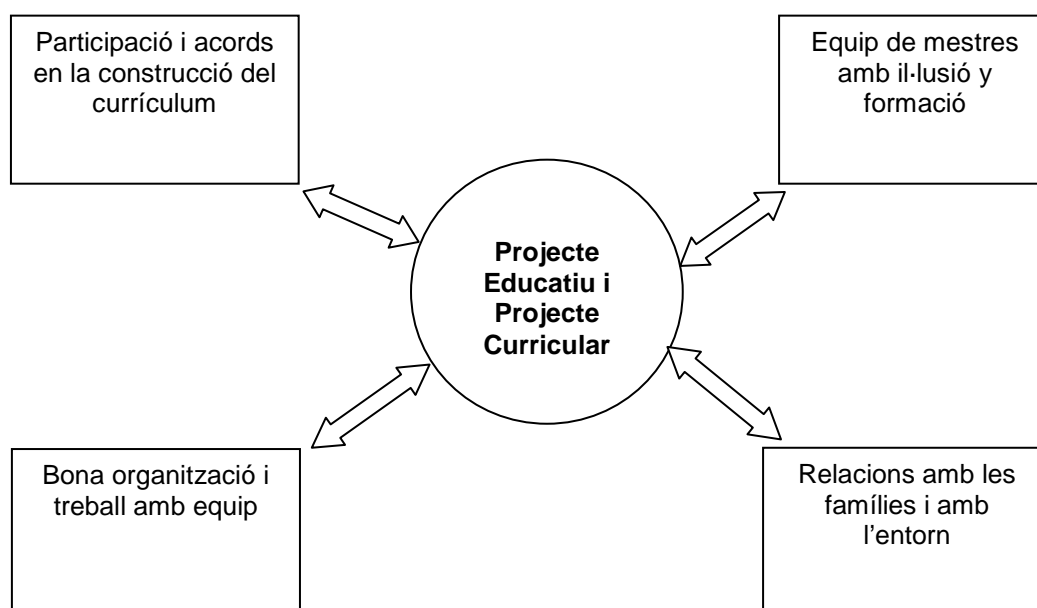 Participació i acords
en la construcció del
currículum
Equip de mestres
amb il·lusió y
formació
Projecte
Educatiu i
Projecte
Curricular
Bona organització i
treball amb equip
Relacions amb les
famílies i amb
l'entorn